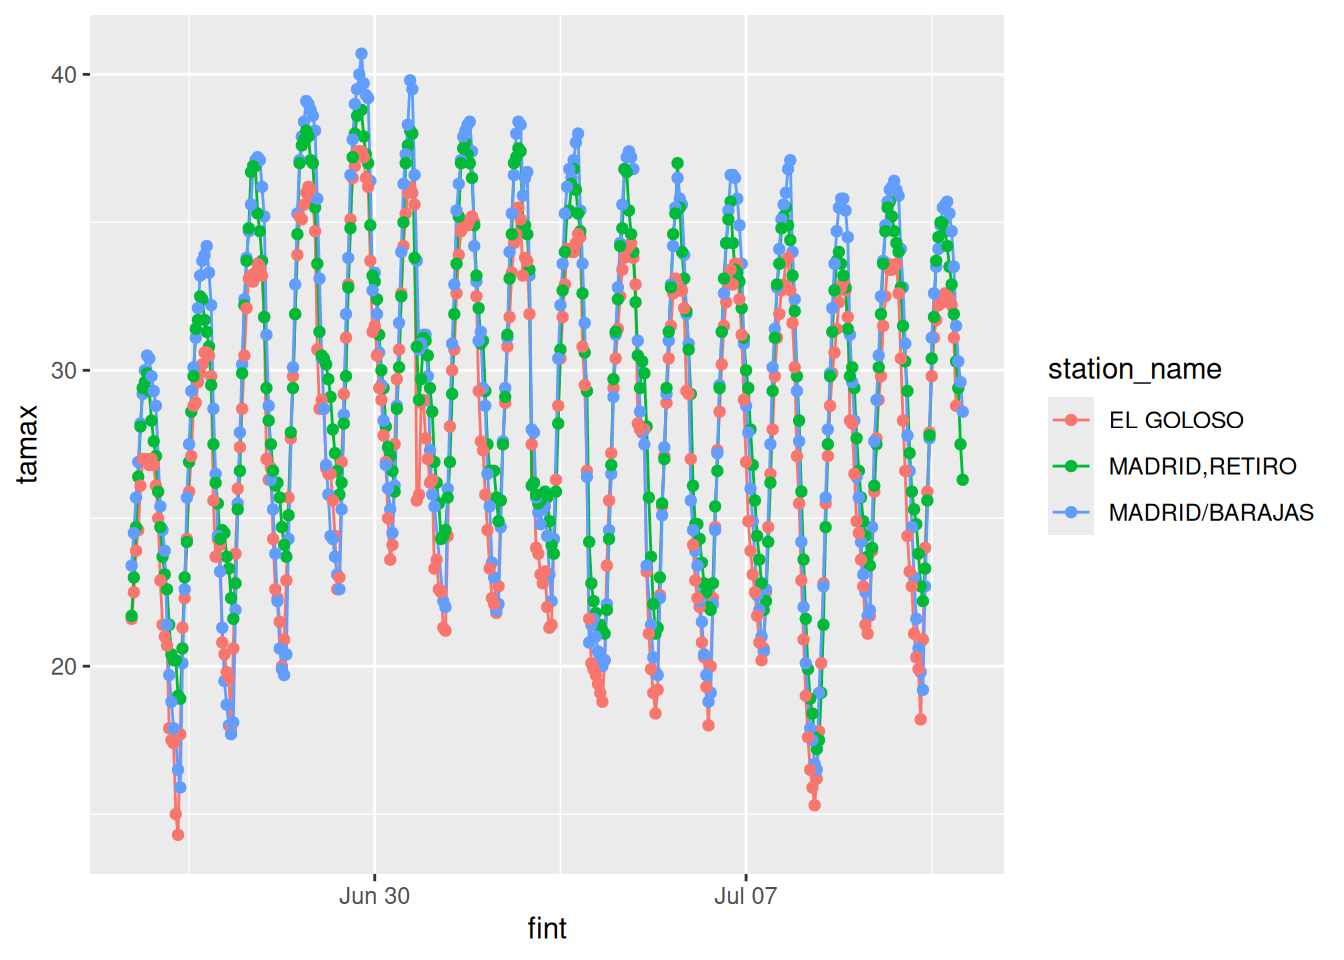 40
30
20
tamax
Jun 30
Jul 07
fint
station_name
EL GOLOSO
MADRID,RETIRO
MADRID/BARAJAS